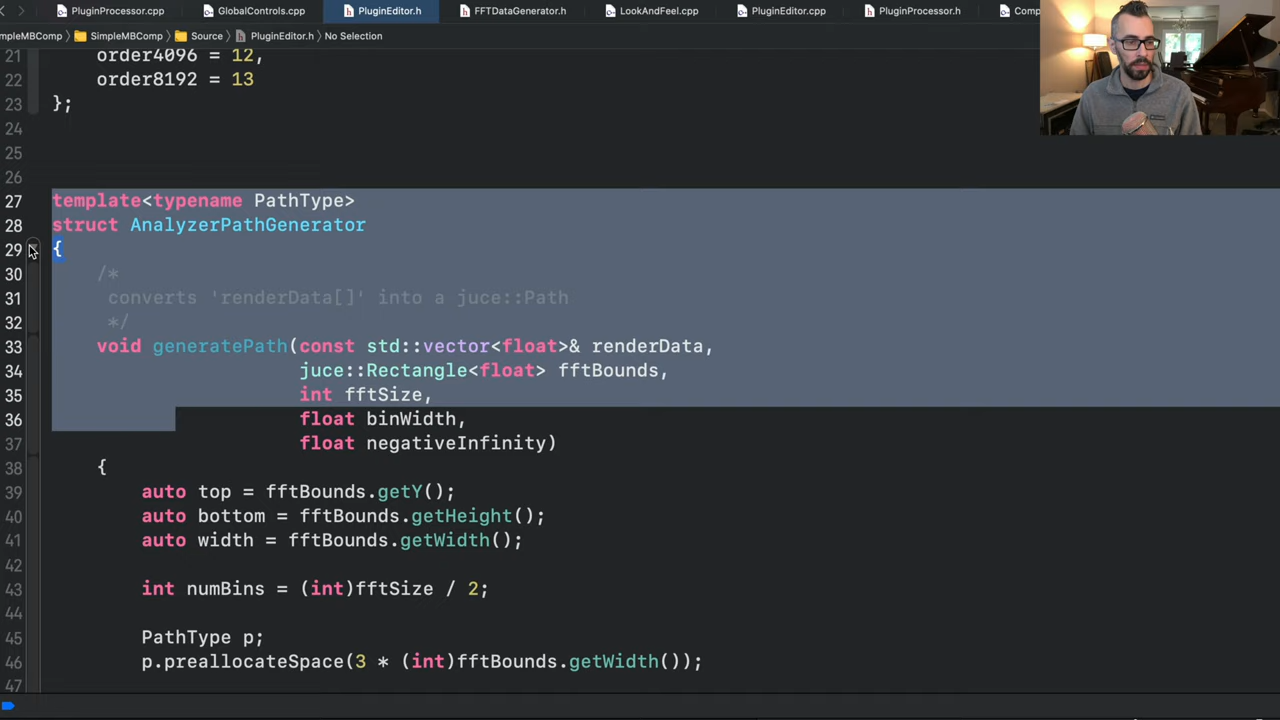 PluginProcessor.cpp GlobalControls.cpp PluginEditor.h FFTDataGenerator.h LookAndFeel.cpp PluginEditor.cpp PluginProcessor.h Comp
mpleMBComp SimpleMBComp Source PluginEditor.h No Selection
21 order4096 = 12,
22 order8192 = 13
23 };
24
25
26
27 template<typename PathType>
28 struct AnalyzerPathGenerator
29 {
30 /*
31 converts 'renderData[]' into a juce::Path
32 */
33 void generatePath(const std::vector<float>& renderData,
34 juce::Rectangle<float> fftBounds,
35 int fftSize,
36 float binWidth,
37 float negativeInfinity)
38 {
39 auto top = fftBounds.getY();
40 auto bottom = fftBounds.getHeight();
41 auto width = fftBounds.getWidth();
42
43 int numBins = (int)fftSize / 2;
44
45 PathType p;
46 p.preallocateSpace(3 * (int)fftBounds.getWidth());
47